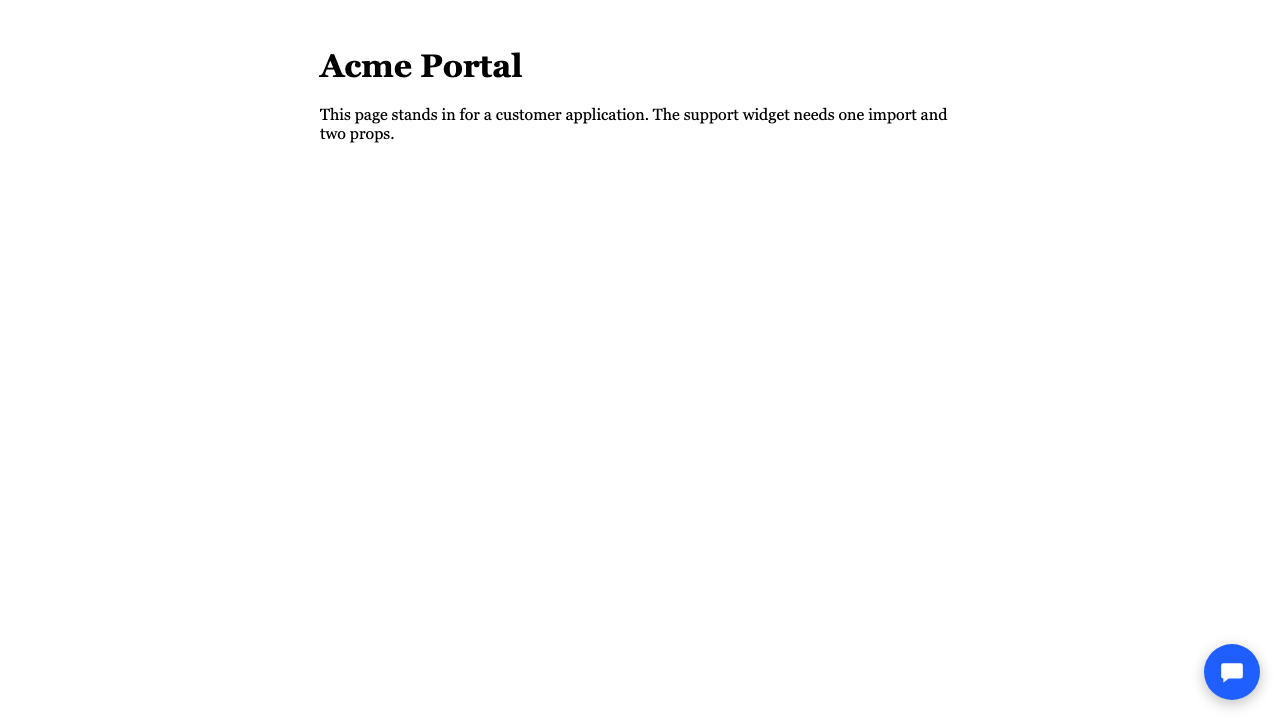 Acme Portal
This page stands in for a customer application. The support widget needs one import and
two props.